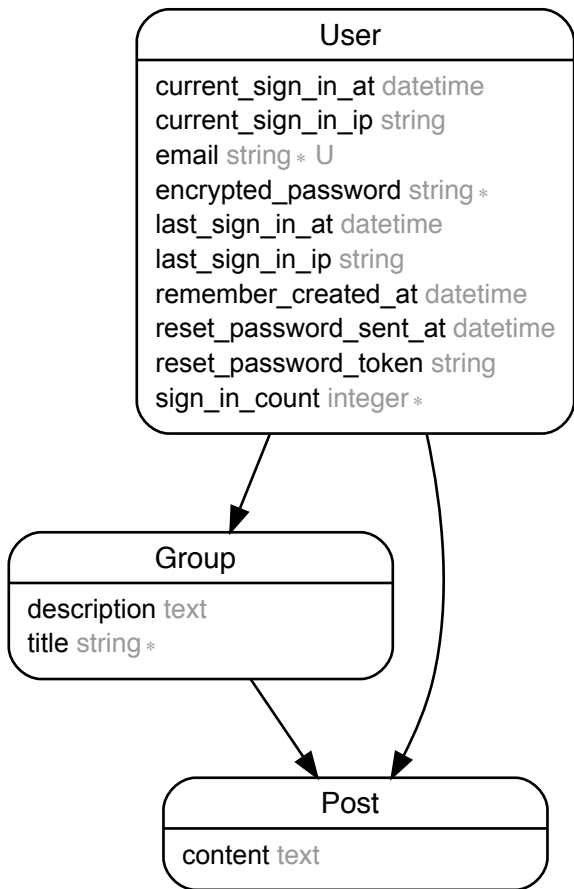 User
current_sign_in_at datetime
current_sign_in_ip string
email string * U
encrypted_password string *
last_sign_in_at datetime
last_sign_in_ip string
remember_created_at datetime
reset_password_sent_at datetime
reset_password_token string
sign_in_count integer *
Group
description text
title string *
Post
content text